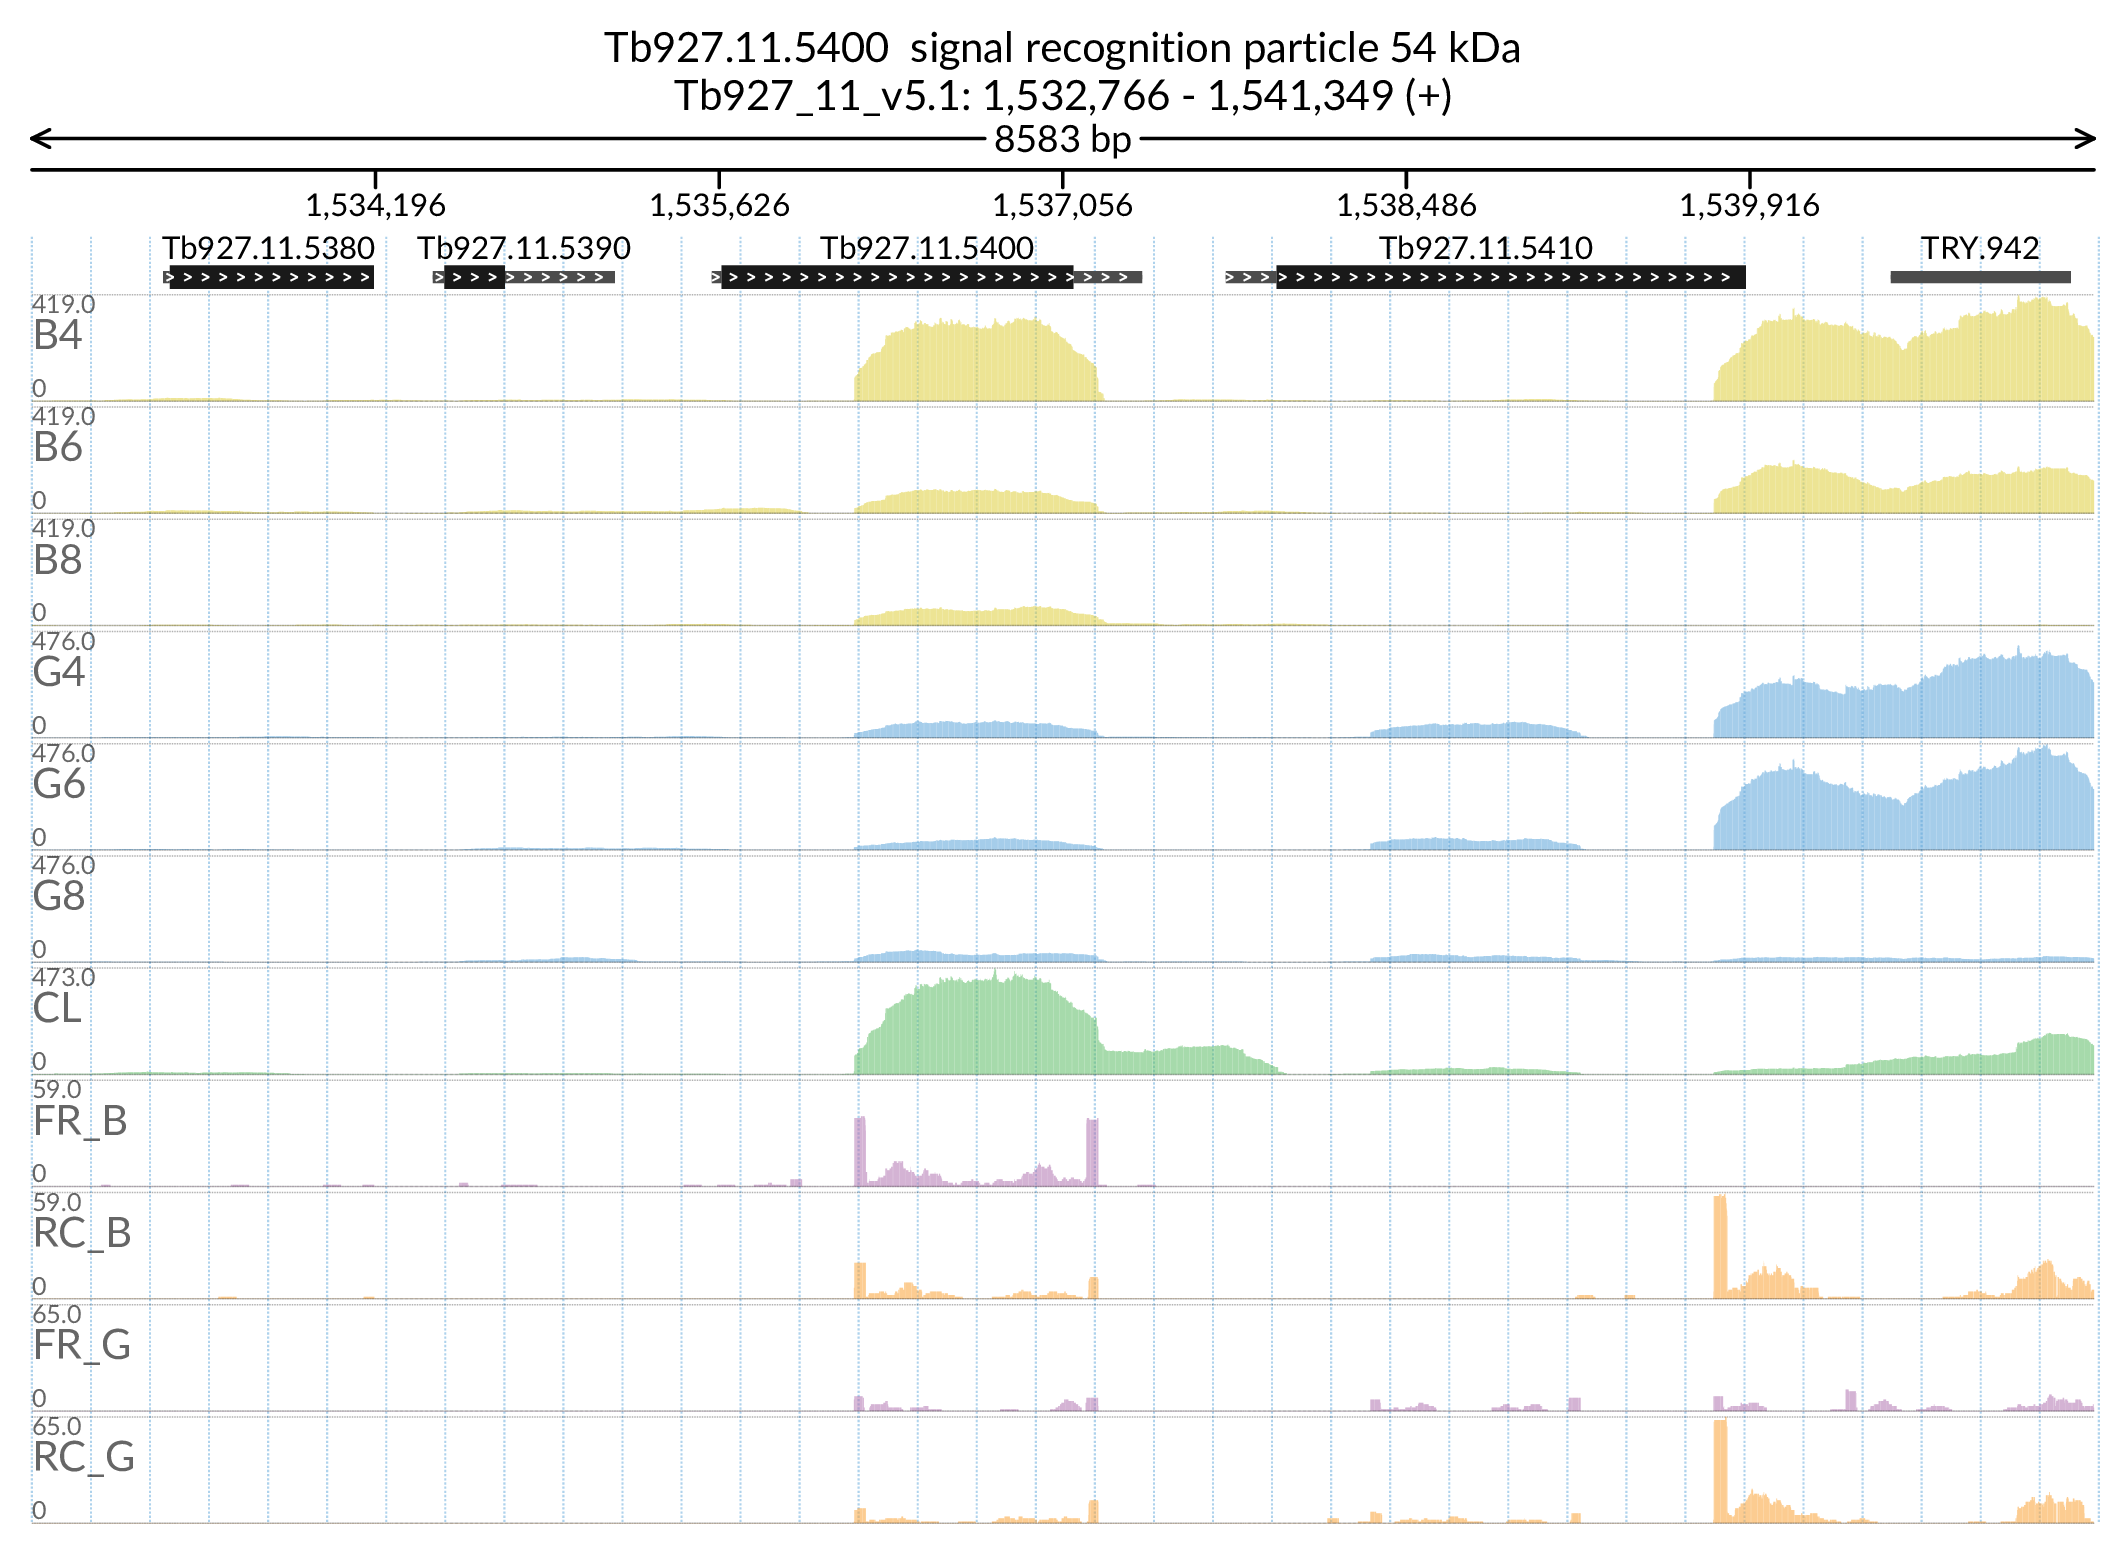 Tb927.11.5400  signal recognition particle 54 kDa
Tb927_11_v5.1: 1,532,766 - 1,541,349 (+)
8583 bp
1,534,196 1,535,626 1,537,056 1,538,486 1,539,916
Tb927.11.5380 Tb927.11.5390 Tb927.11.5400 Tb927.11.5410 TRY.942
419.0
B4
0
419.0
B6
0
419.0
B8
0
476.0
G4
0
476.0
G6
0
476.0
G8
0
473.0
CL
0
59.0
FR_B
0
59.0
RC_B
0
65.0
FR_G
0
65.0
RC_G
0